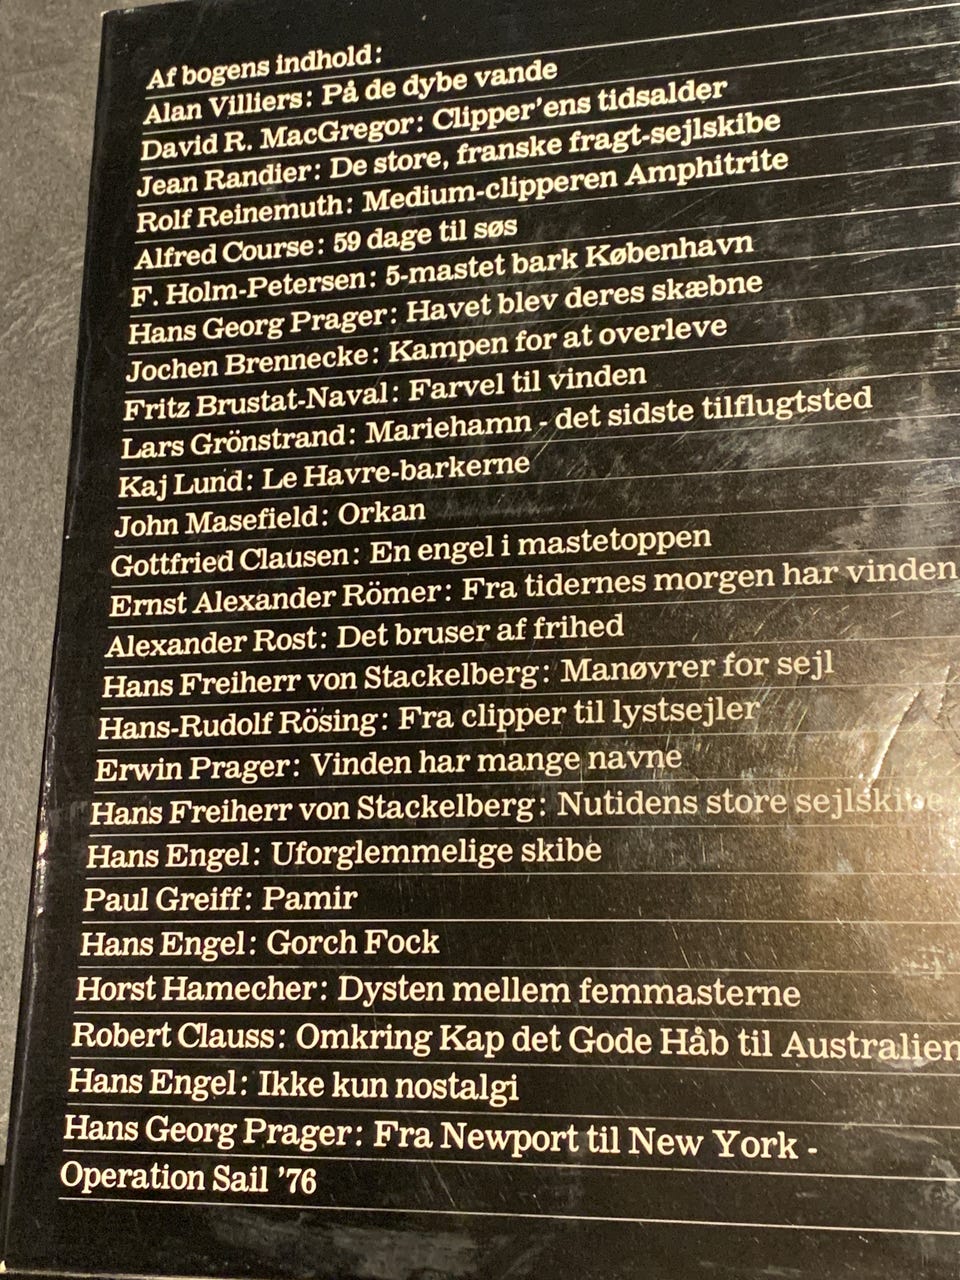 Af bogens indhold:
Alan Villiers: På de dybe vande
David R. MacGregor: Clipper'ens tidsalder
Jean Randier: De store, franske fragt-sejlskibe
Rolf Reinemuth: Medium-clipperen Amphitrite
Alfred Course: 59 dage til søs
F. Holm-Petersen: 5-mastet bark København
Hans Georg Prager: Havet blev deres skæbne
Jochen Brennecke: Kampen for at overleve
Fritz Brustat-Naval: Farvel til vinden
Lars Grönstrand: Mariehamn - det sidste tilflugtsted
Kaj Lund: Le Havre-barkerne
John Masefield: Orkan
Gottfried Clausen: En engel i mastetoppen
Ernst Alexander Römer: Fra tidernes morgen har vinden
Alexander Rost: Det bruser af frihed
Hans Freiherr von Stackelberg: Manøvrer for sejl
Hans-Rudolf Rösing: Fra clipper til lystsejler
Erwin Prager: Vinden har mange navne
Hans Freiherr von Stackelberg: Nutidens store sejlskibe
Hans Engel: Uforglemmelige skibe
Paul Greiff: Pamir
Hans Engel: Gorch Fock
Horst Hamecher: Dysten mellem femmasterne
Robert Clauss: Omkring Kap det Gode Håb til Australien
Hans Engel: Ikke kun nostalgi
Hans Georg Prager: Fra Newport til New York -
Operation Sail '76